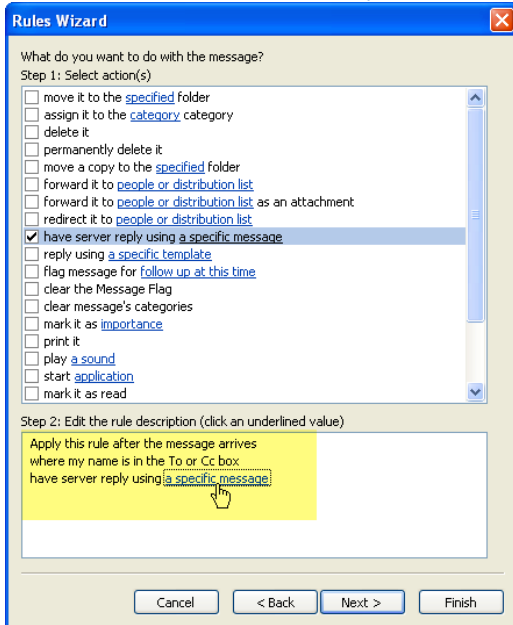 Rules Wizard
What do you want to do with the message?
Step 1: Select action(s)
move it to the specified folder
assign it to the category category
delete it
permanently delete it
move a copy to the specified folder
forward it to people or distribution list
forward it to people or distribution list as an attachment
redirect it to people or distribution list
have server reply using a specific message
reply using a specific template
flag message for follow up at this time
clear the Message Flag
clear message's categories
mark it as importance
print it
play a sound
start application
mark it as read
Step 2: Edit the rule description (click an underlined value)
Apply this rule after the message arrives
where my name is in the To or Cc box
have server reply using a specific message
Cancel < Back Next > Finish